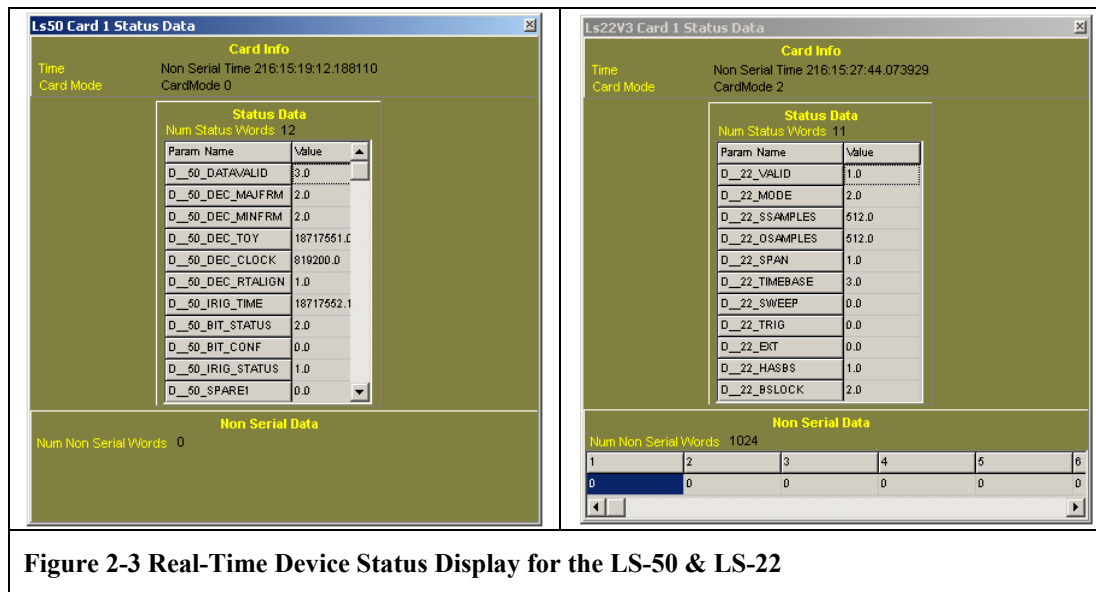 Ls50 Card 1 Status Data
Card Info
Time Non Serial Time 216:15:19:12.188110
Card Mode CardMode 0
Status Data
Num Status Words 12
Param Name Value
D__50_DATAVALID 3.0
D__50_DEC_MAJFRM 2.0
D__50_DEC_MINFRM 2.0
D__50_DEC_TOY 18717551.0
D__50_DEC_CLOCK 819200.0
D__50_DEC_RTALIGN 1.0
D__50_IRIG_TIME 18717552.1
D__50_BIT_STATUS 2.0
D__50_BIT_CONF 0.0
D__50_IRIG_STATUS 1.0
D__50_SPARE1 0.0
Non Serial Data
Num Non Serial Words 0
Ls22V3 Card 1 Status Data
Card Info
Time Non Serial Time 216:15:27:44.073929
Card Mode CardMode 2
Status Data
Num Status Words 11
Param Name Value
D__22_VALID 1.0
D__22_MODE 2.0
D__22_SSAMPLES 512.0
D__22_OSAMPLES 512.0
D__22_SPAN 1.0
D__22_TIMEBASE 3.0
D__22_SWEEP 0.0
D__22_TRIG 0.0
D__22_EXT 0.0
D__22_HASBS 1.0
D__22_BSLOCK 2.0
Non Serial Data
Num Non Serial Words 1024
1 2 3 4 5 6
0 0 0 0 0 0
Figure 2-3 Real-Time Device Status Display for the LS-50 & LS-22